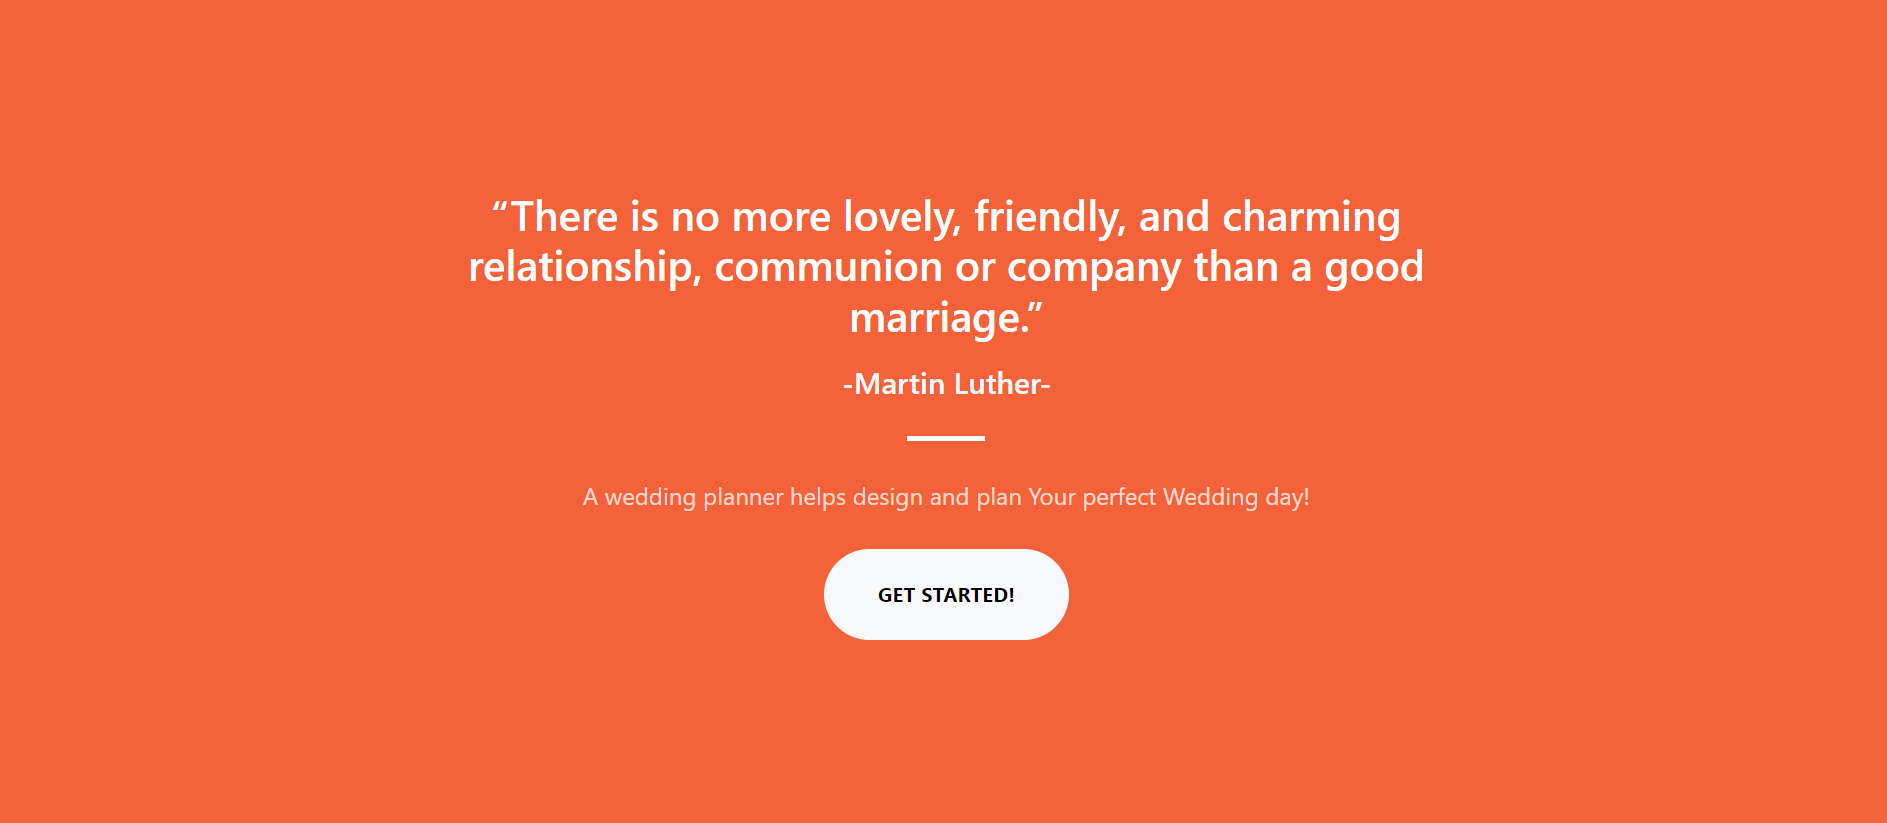 “There is no more lovely, friendly, and charming
relationship, communion or company than a good
marriage.”
-Martin Luther-
A wedding planner helps design and plan Your perfect Wedding day!
GET STARTED!